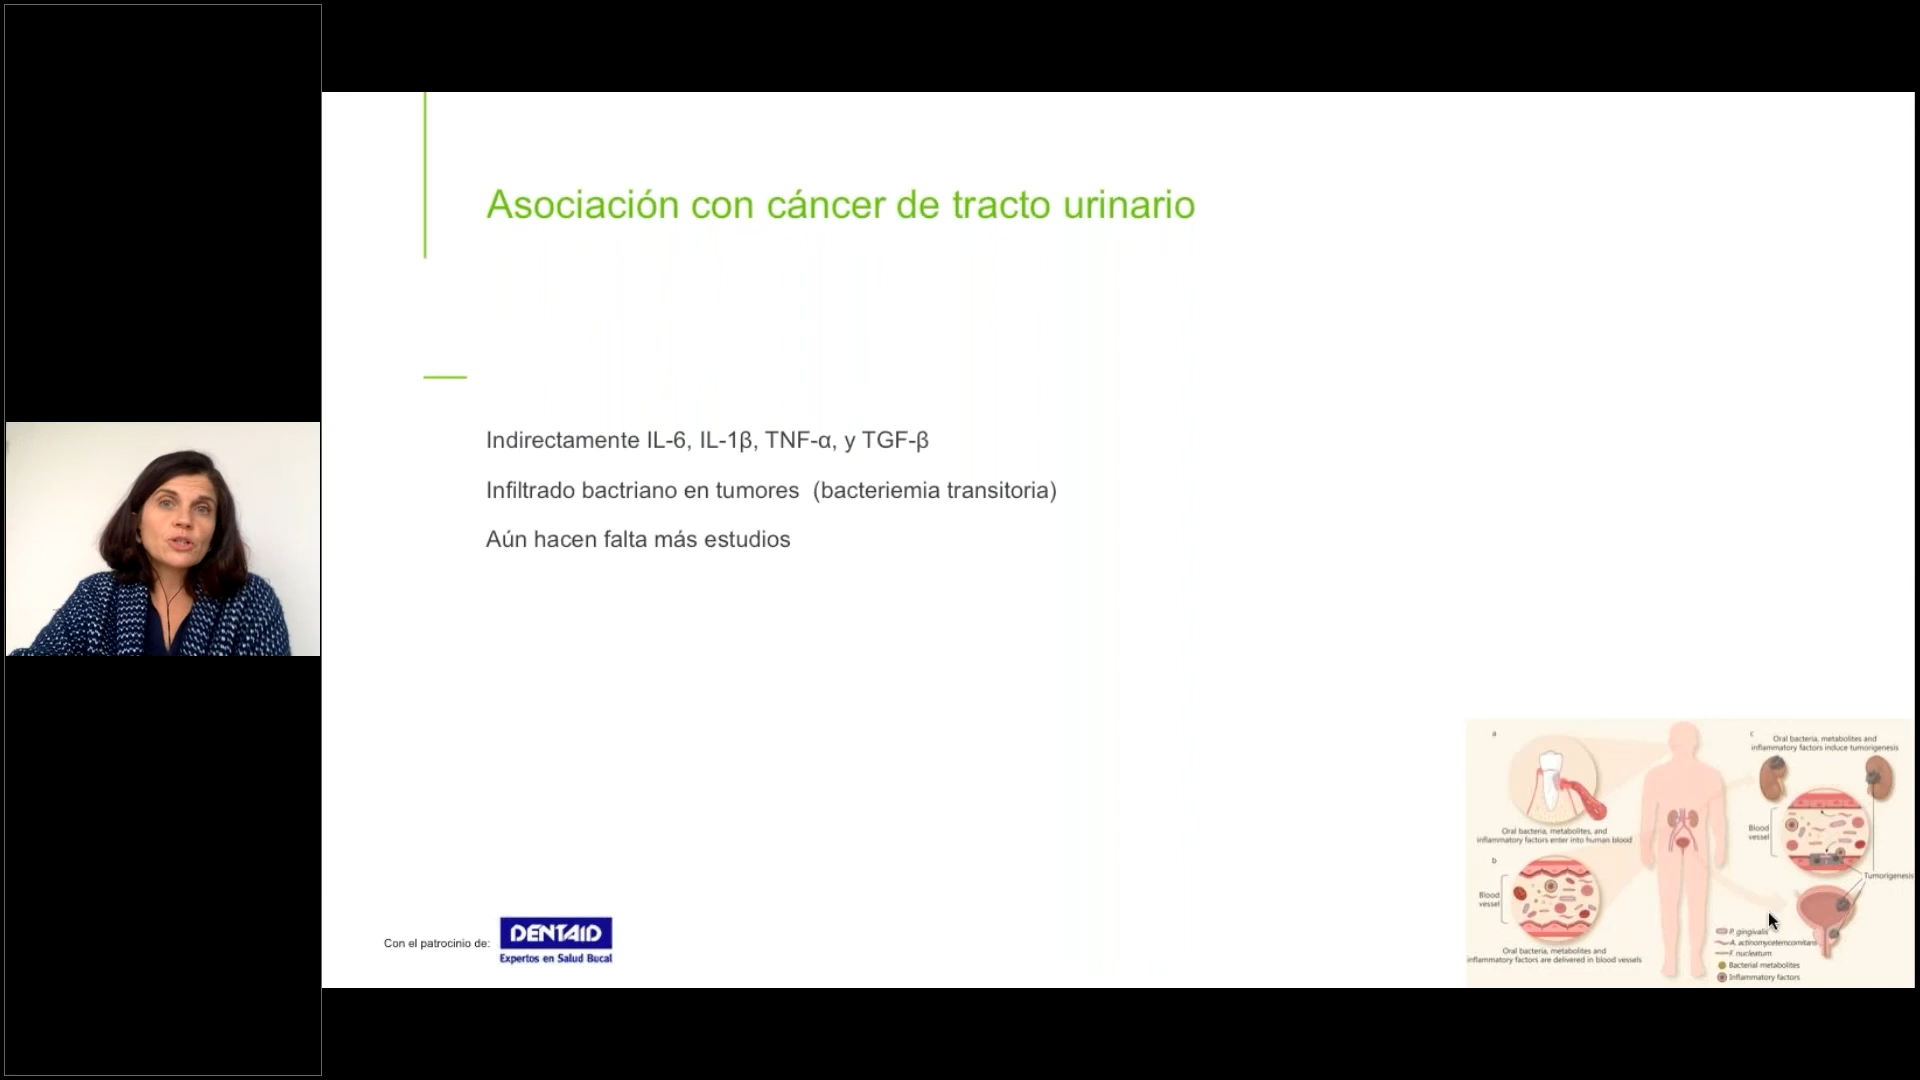 Asociación con cáncer de tracto urinario
Indirectamente IL-6, IL-1β, TNF-α, y TGF-β
Infiltrado bactriano en tumores (bacteriemia transitoria)
Aún hacen falta más estudios
Con el patrocinio de:
DENTAID
Expertos en Salud Bucal
a
Oral bacteria, metabolites, and
inflammatory factors enter into human blood
b
Blood
vessel
Oral bacteria, metabolites and
inflammatory factors are delivered in blood vessels
c
Oral bacteria, metabolites and
inflammatory factors induce tumorigenesis
Blood
vessel
Tumorigenesis
P. gingivalis
A. actinomycetemcomitans
F. nucleatum
Bacterial metabolites
Inflammatory factors